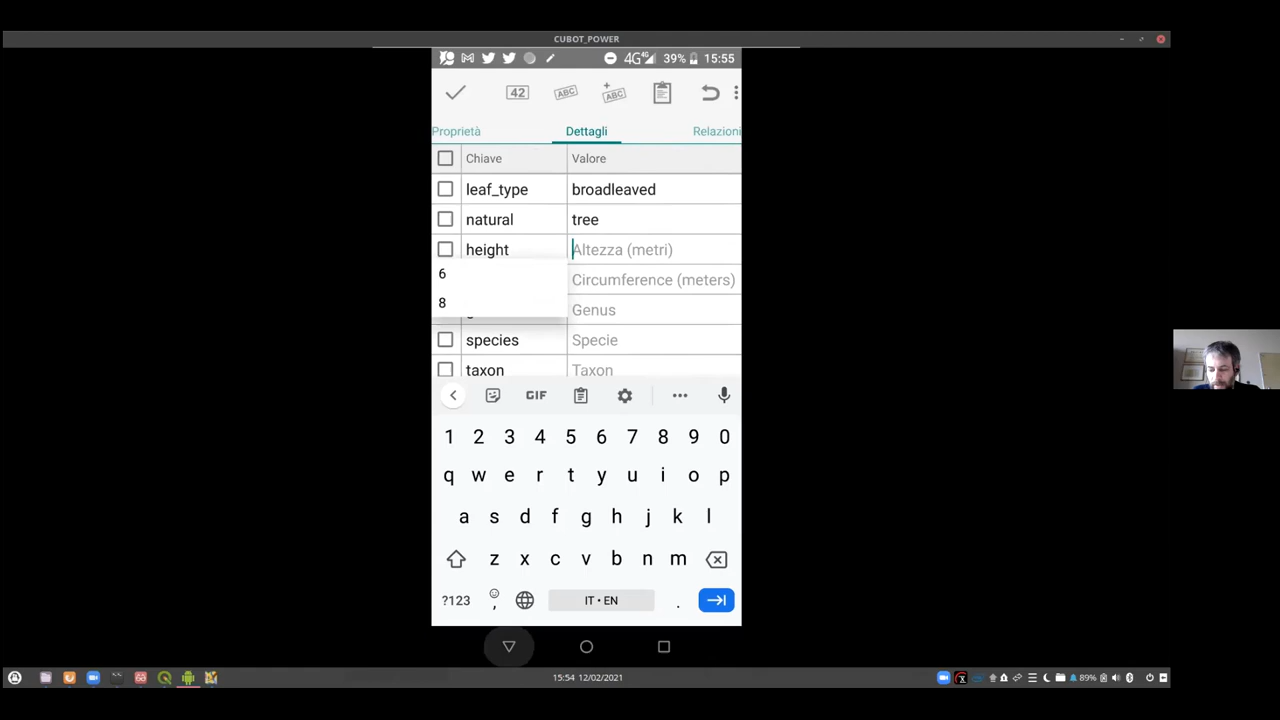 CUBOT_POWER
4G 39% 15:55
42 ABC +ABC
Proprietà Dettagli Relazioni
Chiave Valore
leaf_type broadleaved
natural tree
height Altezza (metri)
6
Circumference (meters)
8
Genus
species Specie
taxon Taxon
GIF
1 2 3 4 5 6 7 8 9 0
q w e r t y u i o p
a s d f g h j k l
z x c v b n m
?123 , IT • EN .
15:54 12/02/2021
89%